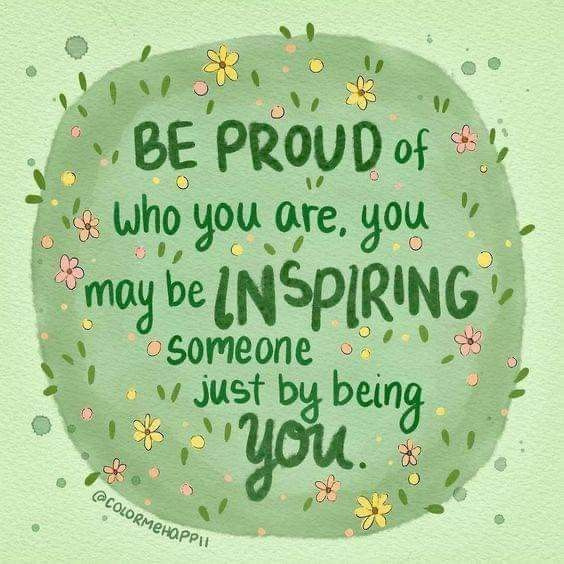 BE PROUD of
who you are, you
may be INSPIRING
someone
just by being
you.
@COLORMEHAPPII